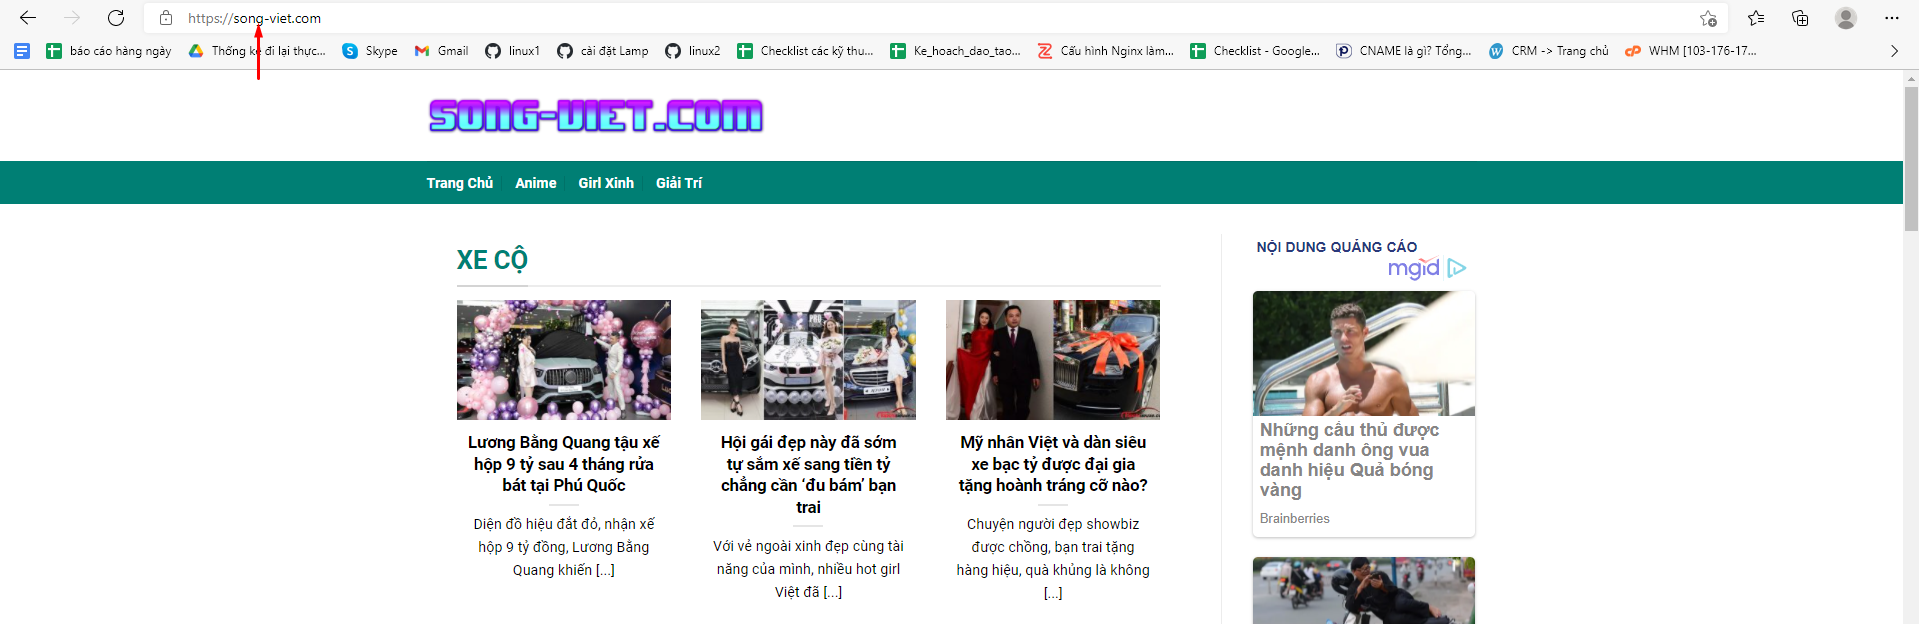 https://song-viet.com
báo cáo hàng ngày
Thống kê đi lại thực...
Skype
Gmail
linux1
cài đặt Lamp
linux2
Checklist các kỹ thu...
Ke_hoach_dao_tao...
Cấu hình Nginx làm...
Checklist - Google...
CNAME là gì? Tổng...
CRM -> Trang chủ
WHM [103-176-17...
SONG-VIET.COM
Trang Chủ
Anime
Girl Xinh
Giải Trí
XE CỘ
Lương Bằng Quang tậu xế
hộp 9 tỷ sau 4 tháng rửa
bát tại Phú Quốc
Diện đồ hiệu đắt đỏ, nhận xế
hộp 9 tỷ đồng, Lương Bằng
Quang khiến [...]
Hội gái đẹp này đã sớm
tự sắm xế sang tiền tỷ
chẳng cần ‘đu bám’ bạn
trai
Với vẻ ngoài xinh đẹp cùng tài
năng của mình, nhiều hot girl
Việt đã [...]
Mỹ nhân Việt và dàn siêu
xe bạc tỷ được đại gia
tặng hoành tráng cỡ nào?
Chuyện người đẹp showbiz
được chồng, bạn trai tặng
hàng hiệu, quà khủng là không
[...]
NỘI DUNG QUẢNG CÁO
mgid
Những cầu thủ được
mệnh danh ông vua
danh hiệu Quả bóng
vàng
Brainberries